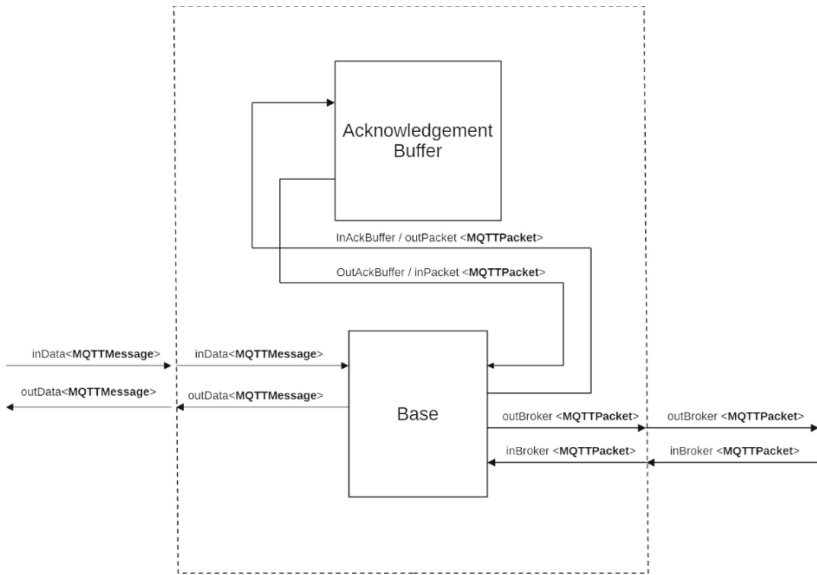 Acknowledgement
Buffer
InAckBuffer / outPacket <MQTTPacket>
OutAckBuffer / inPacket <MQTTPacket>
inData<MQTTMessage>
inData<MQTTMessage>
outData<MQTTMessage>
outData<MQTTMessage>
Base
outBroker <MQTTPacket>
outBroker <MQTTPacket>
inBroker <MQTTPacket>
inBroker <MQTTPacket>